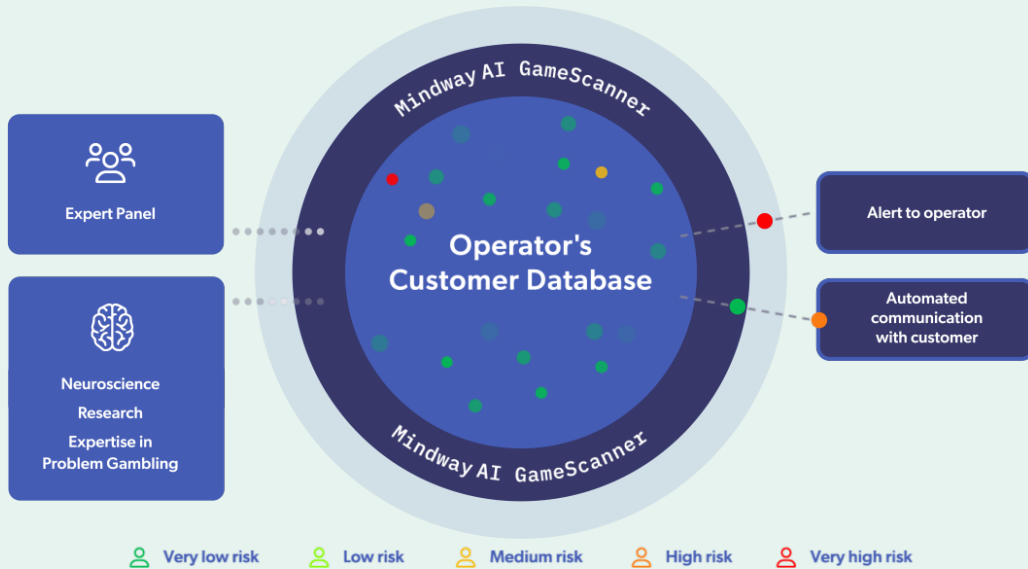 Mindway AI GameScanner
Expert Panel
Neuroscience
Research
Expertise in
Problem Gambling
Operator's
Customer Database
Alert to operator
Automated
communication
with customer
Mindway AI GameScanner
Very low risk
Low risk
Medium risk
High risk
Very high risk